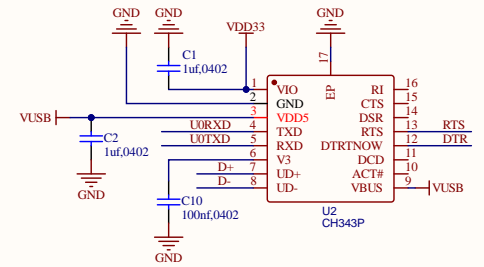 GND GND GND
VDD33
C1
1uf,0402
17
EP
1 VIO RI 16
2 GND CTS 15
VUSB 3 VDD5 DSR 14
U0RXD 4 TXD RTS 13 RTS
U0TXD 5 RXD DTRTNOW 12 DTR
6 V3 DCD 11
D+ 7 UD+ ACT# 10
D- 8 UD- VBUS 9 VUSB
C2
1uf,0402
GND
C10
100nf,0402
GND
U2
CH343P